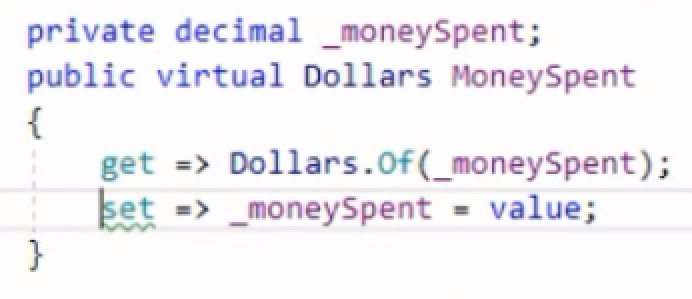 private decimal _moneySpent;
public virtual Dollars MoneySpent
{
    get => Dollars.Of(_moneySpent);
    set => _moneySpent = value;
}